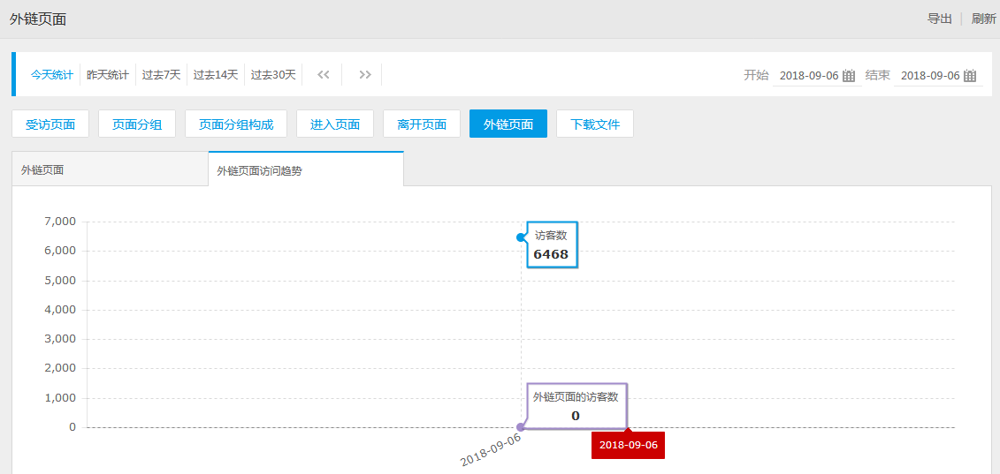 外链页面
导出 刷新
今天统计 昨天统计 过去7天 过去14天 过去30天 << >> 开始 2018-09-06 结束 2018-09-06
受访页面 页面分组 页面分组构成 进入页面 离开页面 外链页面 下载文件
外链页面 外链页面访问趋势
7,000
访客数
6,000
6468
5,000
4,000
3,000
2,000
1,000
外链页面的访客数
0
0
2018-09-06
2018-09-06